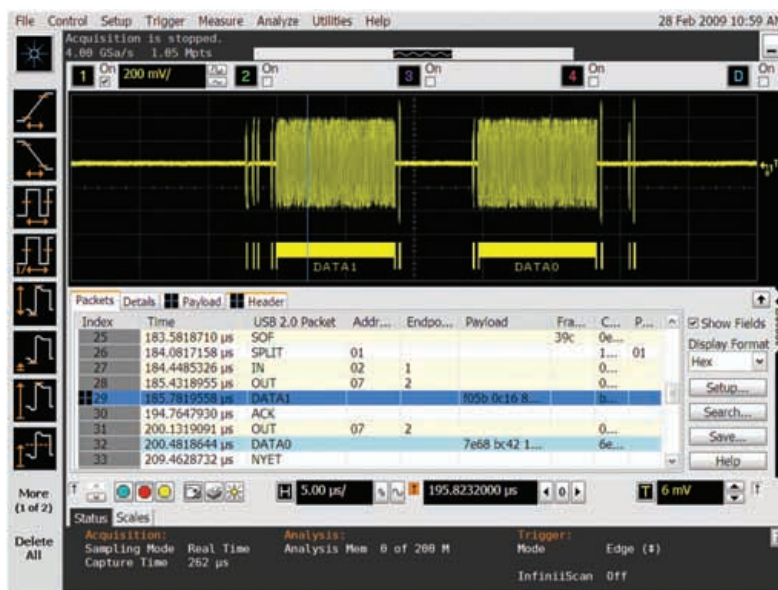 File Control Setup Trigger Measure Analyze Utilities Help 28 Feb 2009 10:59 AM
Acquisition is stopped.
4.00 GSa/s 1.05 Mpts
1 On 200 mV/ 2 On 3 On 4 On D On
DATA1 DATA0
Packets Details Payload Header
Index Time USB 2.0 Packet Addr... Endpo... Payload Fra... C... P...
25 183.5818710 µs SOF 39c 0e...
26 184.0817158 µs SPLIT 01 1... 01
27 184.4485326 µs IN 02 1 0...
28 185.4318955 µs OUT 07 2 0...
29 185.7819558 µs DATA1 f05b 0c16 8... b...
30 194.7647930 µs ACK
31 200.1319091 µs OUT 07 2 0...
32 200.4818644 µs DATA0 7e68 bc42 1... 6e...
33 209.4628732 µs NYET
Show Fields
Display Format
Hex
Setup...
Search...
Save...
Help
More
(1 of 2)
Delete
All
H 5.00 µs/ 195.8232000 µs 0 T 6 mV
Status Scales
Acquisition: Analysis: Trigger:
Sampling Mode Real Time Analysis Mem 0 of 200 M Mode Edge (↕)
Capture Time 262 µs
InfiniiScan Off